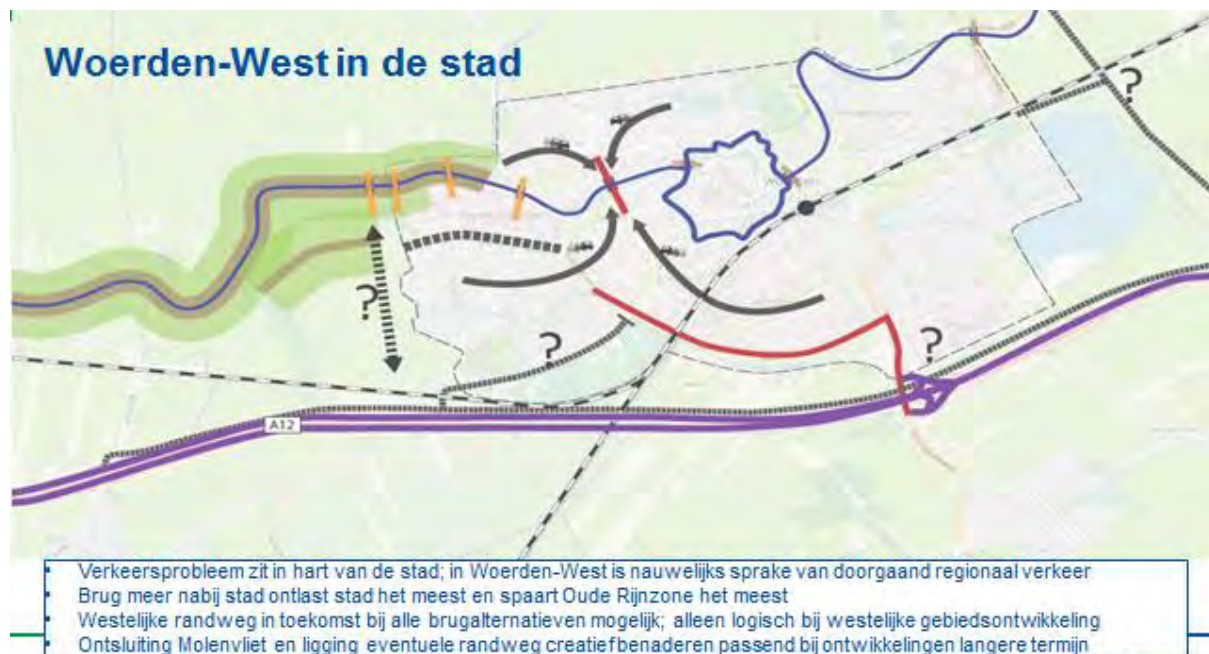 Woerden-West in de stad
?
?
?
?
A12
Verkeersprobleem zit in hart van de stad; in Woerden-West is nauwelijks sprake van doorgaand regionaal verkeer
Brug meer nabij stad ontlast stad het meest en spaart Oude Rijnzone het meest
Westelijke randweg in toekomst bij alle brugalternatieven mogelijk; alleen logisch bij westelijke gebiedsontwikkeling
Ontsluiting Molenvliet en ligging eventuele randweg creatief benaderen passend bij ontwikkelingen langere termijn